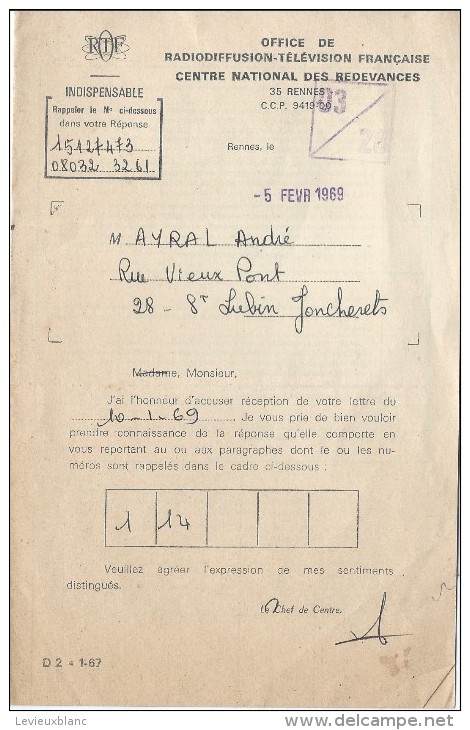 RTF
OFFICE DE
RADIODIFFUSION-TÉLÉVISION FRANÇAISE
CENTRE NATIONAL DES REDEVANCES
35 RENNES
C.C.P. 9419-00
INDISPENSABLE
Rappeler le No ci-dessous
dans votre Réponse
15127473
08032 3261
03
28
Rennes, le
-5 FEVR 1969
M AYRAL André
Rue Vieux Pont
28 - St Lubin Joncherets
Madame, Monsieur,
J'ai l'honneur d'accuser réception de votre lettre du
10-1-69. Je vous prie de bien vouloir
prendre connaissance de la réponse qu'elle comporte en
vous reportant au ou aux paragraphes dont le ou les nu-
méros sont rappelés dans le cadre ci-dessous :
1 14
Veuillez agréer l'expression de mes sentiments
distingués.
Le Chef de Centre.
D 2 4 1-67
Levieuxblanc
delcampe.net